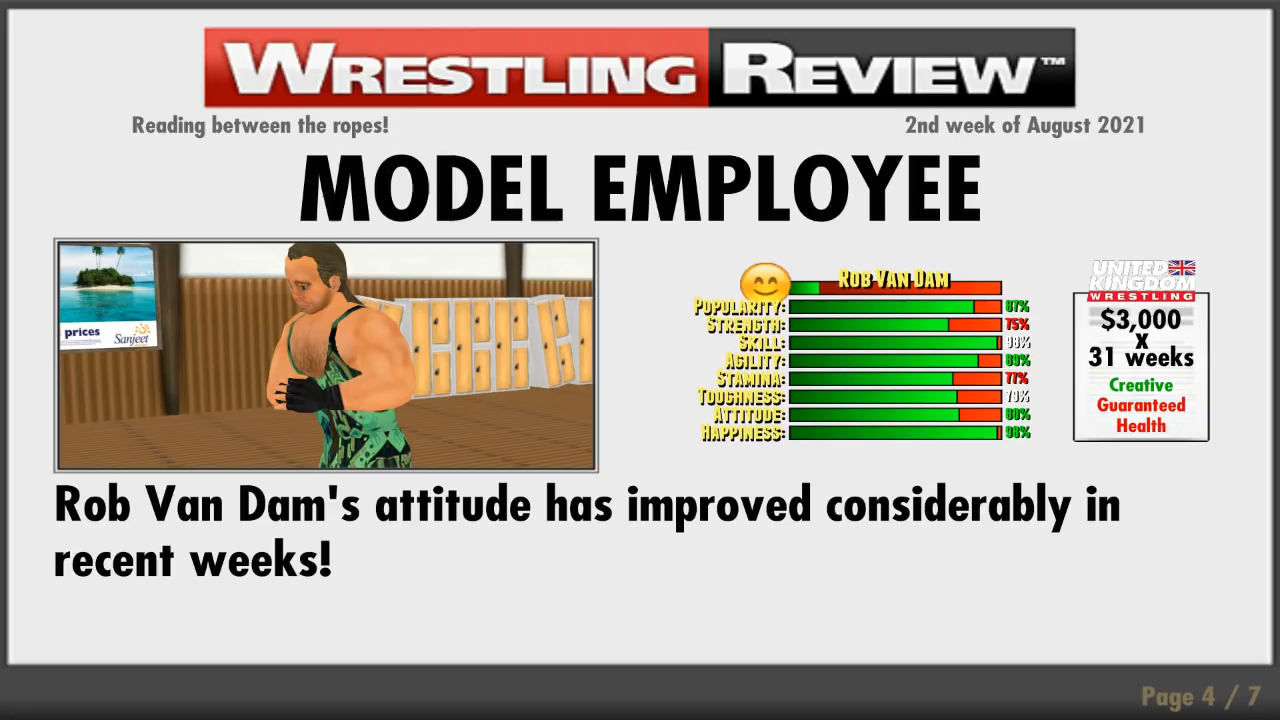 WRESTLING REVIEW™
Reading between the ropes!
2nd week of August 2021
MODEL EMPLOYEE
prices
Sanjeet
ROB VAN DAM
POPULARITY: 87%
STRENGTH: 75%
SKILL: 98%
AGILITY: 89%
STAMINA: 77%
TOUGHNESS: 79%
ATTITUDE: 80%
HAPPINESS: 98%
UNITED
KINGDOM
WRESTLING
$3,000
X
31 weeks
Creative
Guaranteed
Health
Rob Van Dam's attitude has improved considerably in
recent weeks!
Page 4 / 7